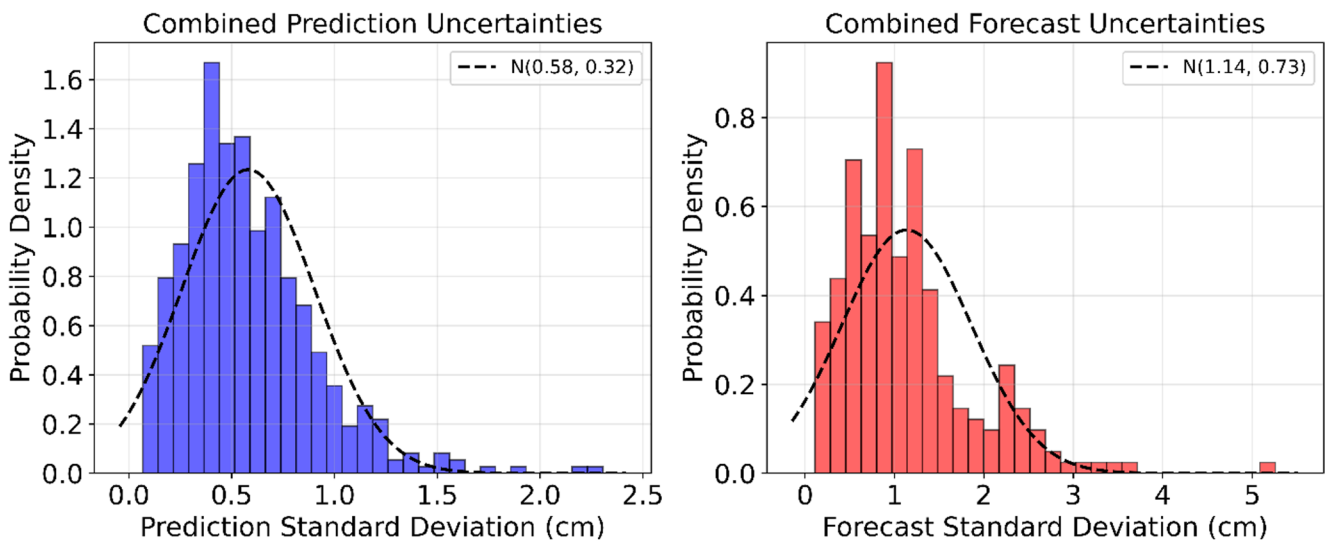 Combined Prediction Uncertainties
N(0.58, 0.32)
Probability Density
1.6
1.4
1.2
1.0
0.8
0.6
0.4
0.2
0.0
0.0 0.5 1.0 1.5 2.0 2.5
Prediction Standard Deviation (cm)
Combined Forecast Uncertainties
N(1.14, 0.73)
Probability Density
0.8
0.6
0.4
0.2
0.0
0 1 2 3 4 5
Forecast Standard Deviation (cm)